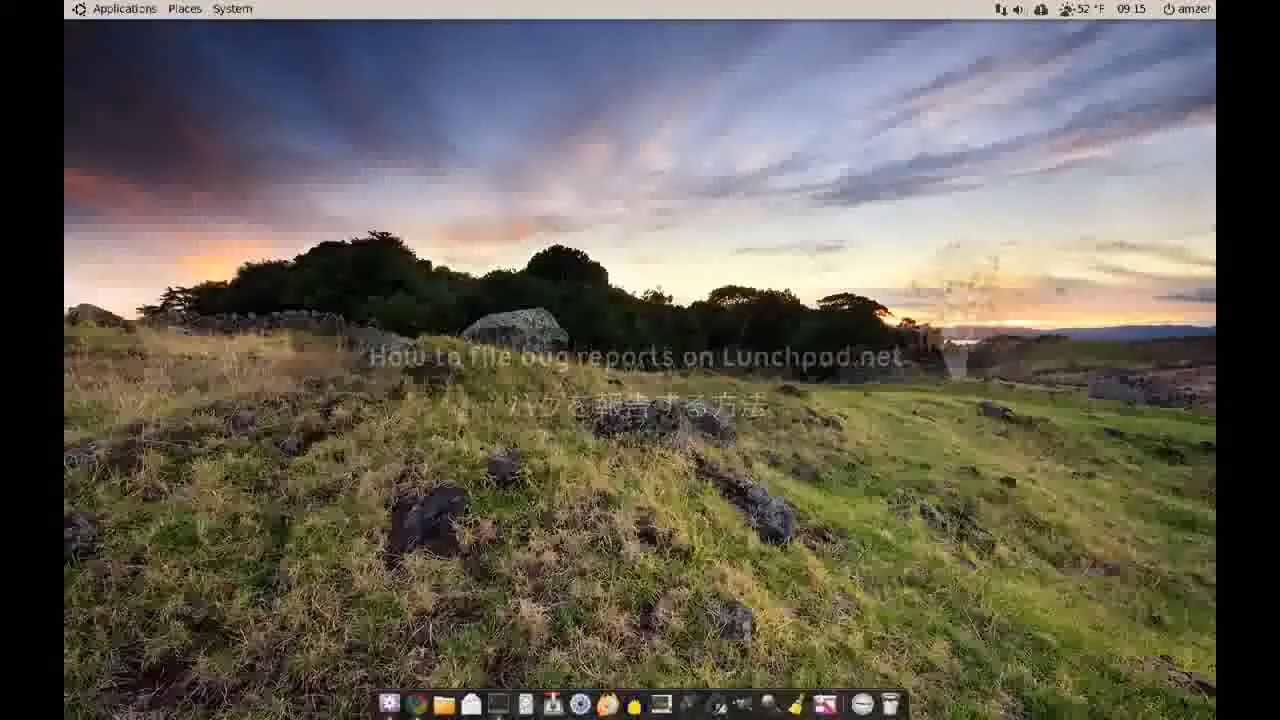 Applications Places System 52 °F 09 15 amzer
How to file bug reports on Lunchpad.net.
バグを報告する方法